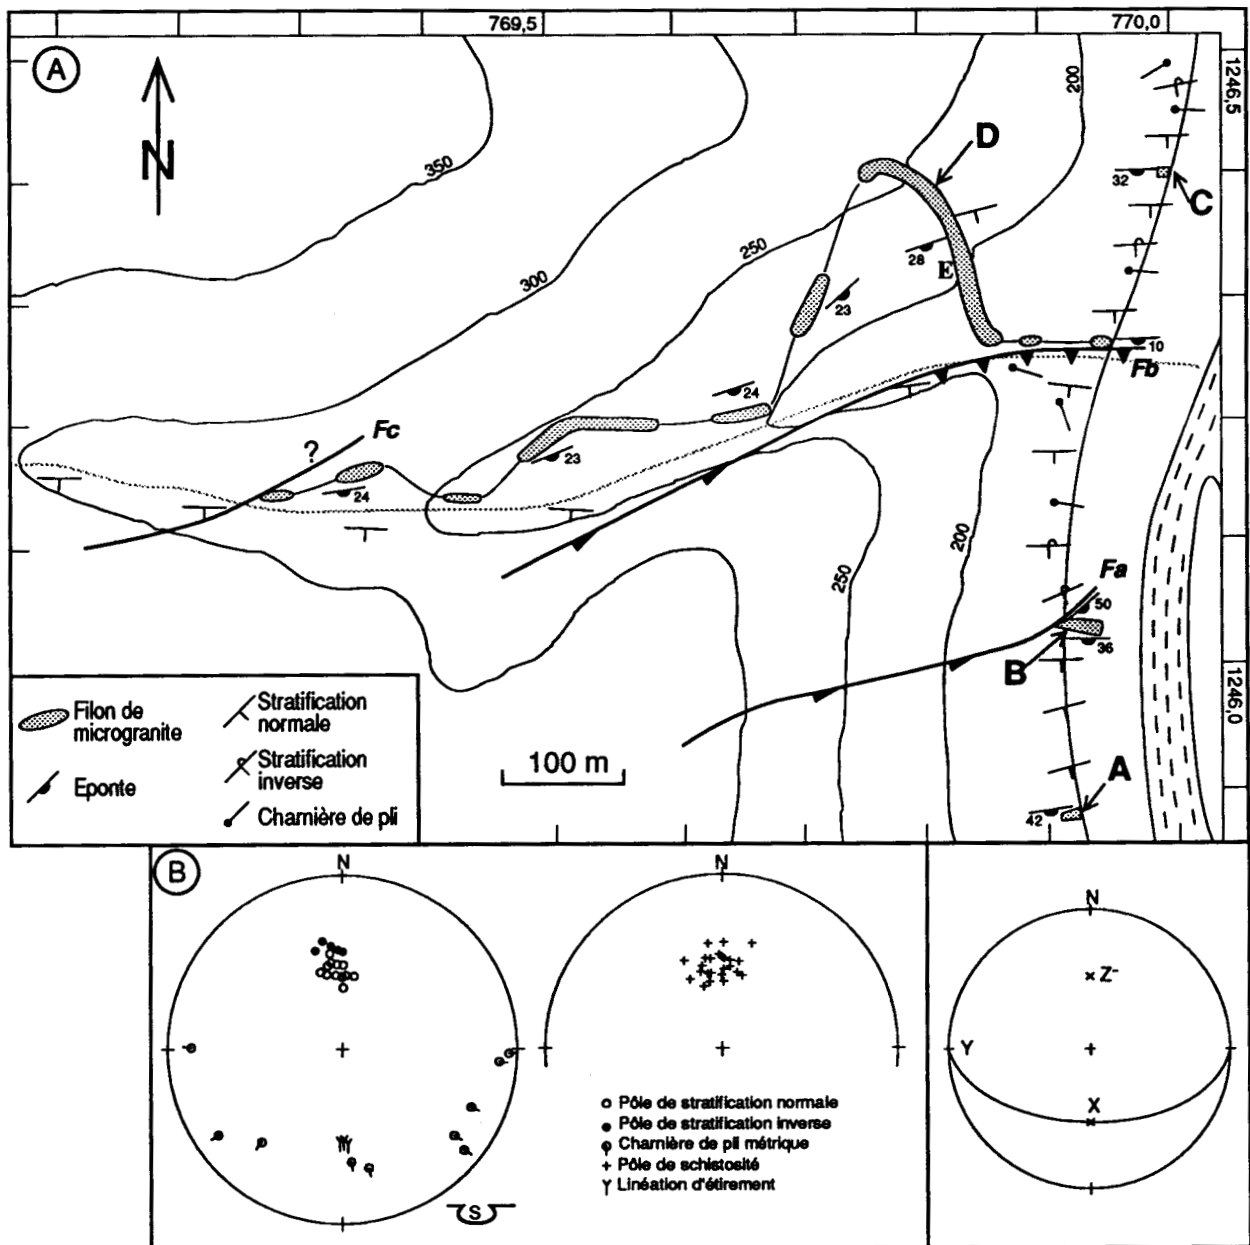 769,5
770,0
A
N
1246,5
200
350
D
32
C
250
28
E
300
23
10
Fb
24
Fc
?
23
24
200
250
Fa
50
36
B
1246,0
A
42
Filon de
microgranite
Eponte
Stratification
normale
Stratification
inverse
Charnière de pli
100 m
B
N
N
N
Z-
Y
X
S
Pôle de stratification normale
Pôle de stratification inverse
Charnière de pli métrique
Pôle de schistosité
Linéation d'étirement